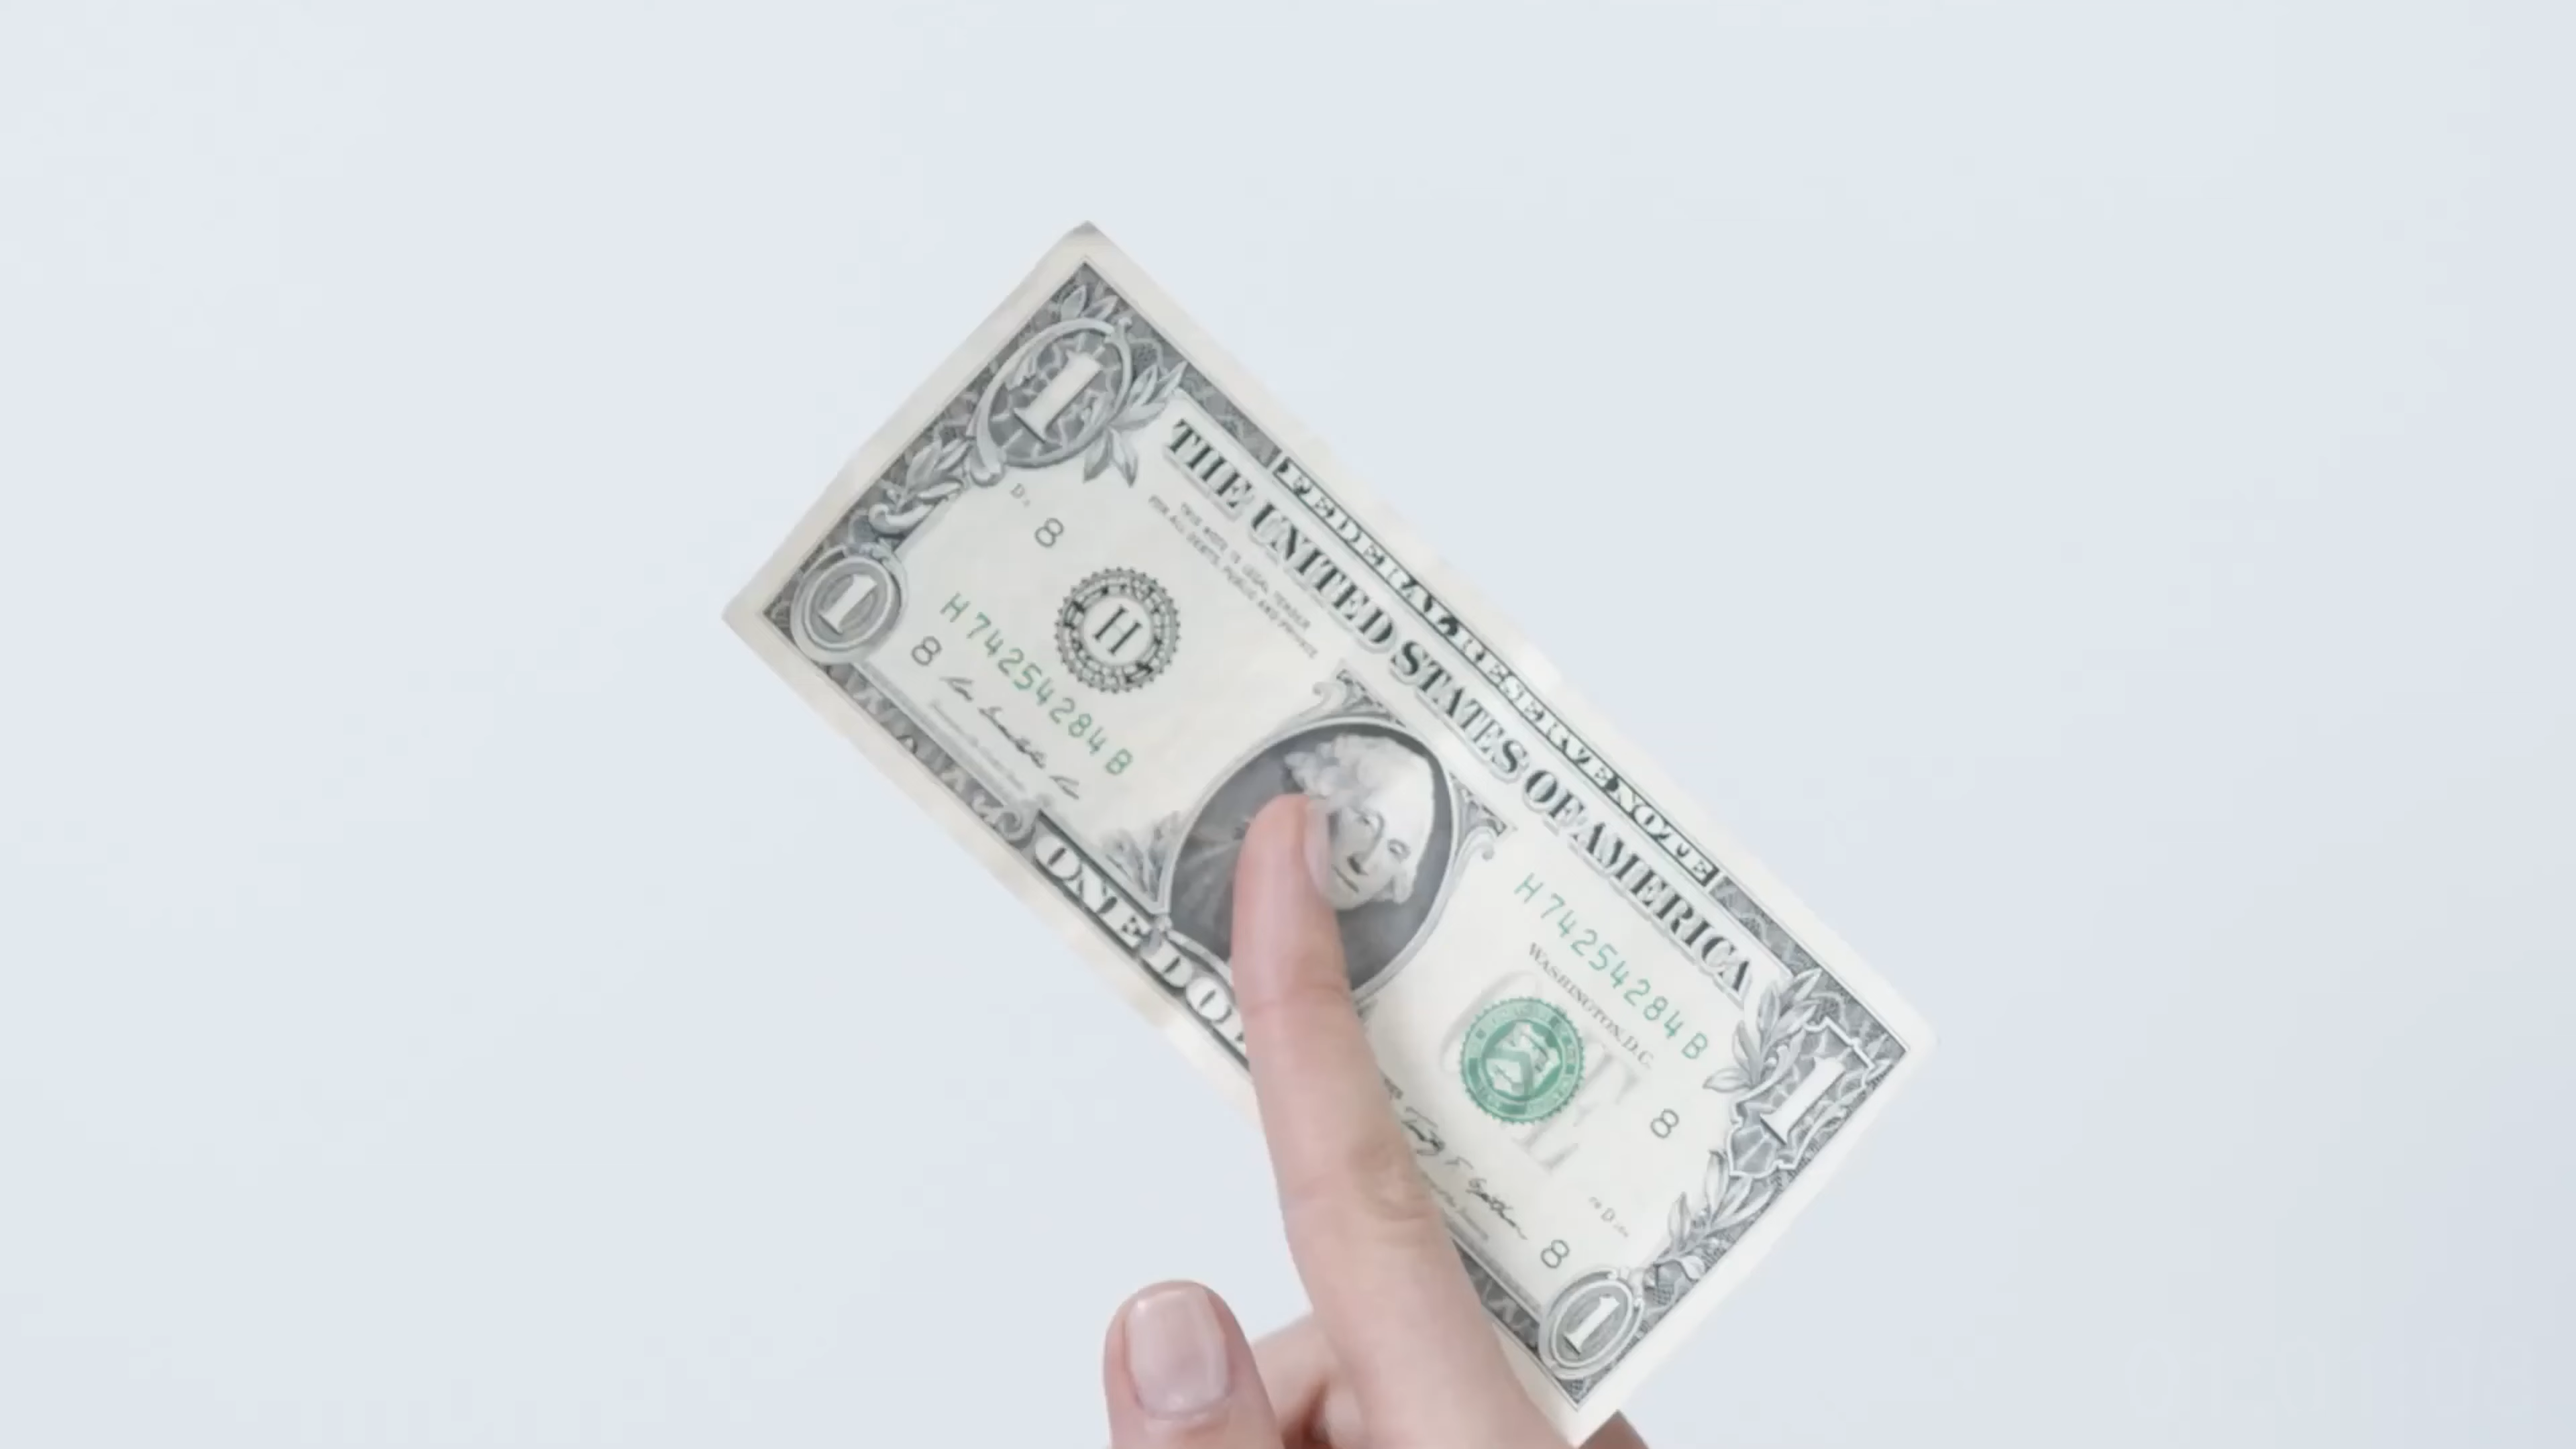 FEDERAL RESERVE NOTE
THE UNITED STATES OF AMERICA
1
THIS NOTE IS LEGAL TENDER
FOR ALL DEBTS, PUBLIC AND PRIVATE
D
8
H
H 74254284 B
8
1
H 74254284 B
WASHINGTON, D.C.
8
1
D
8
1
ONE DOL